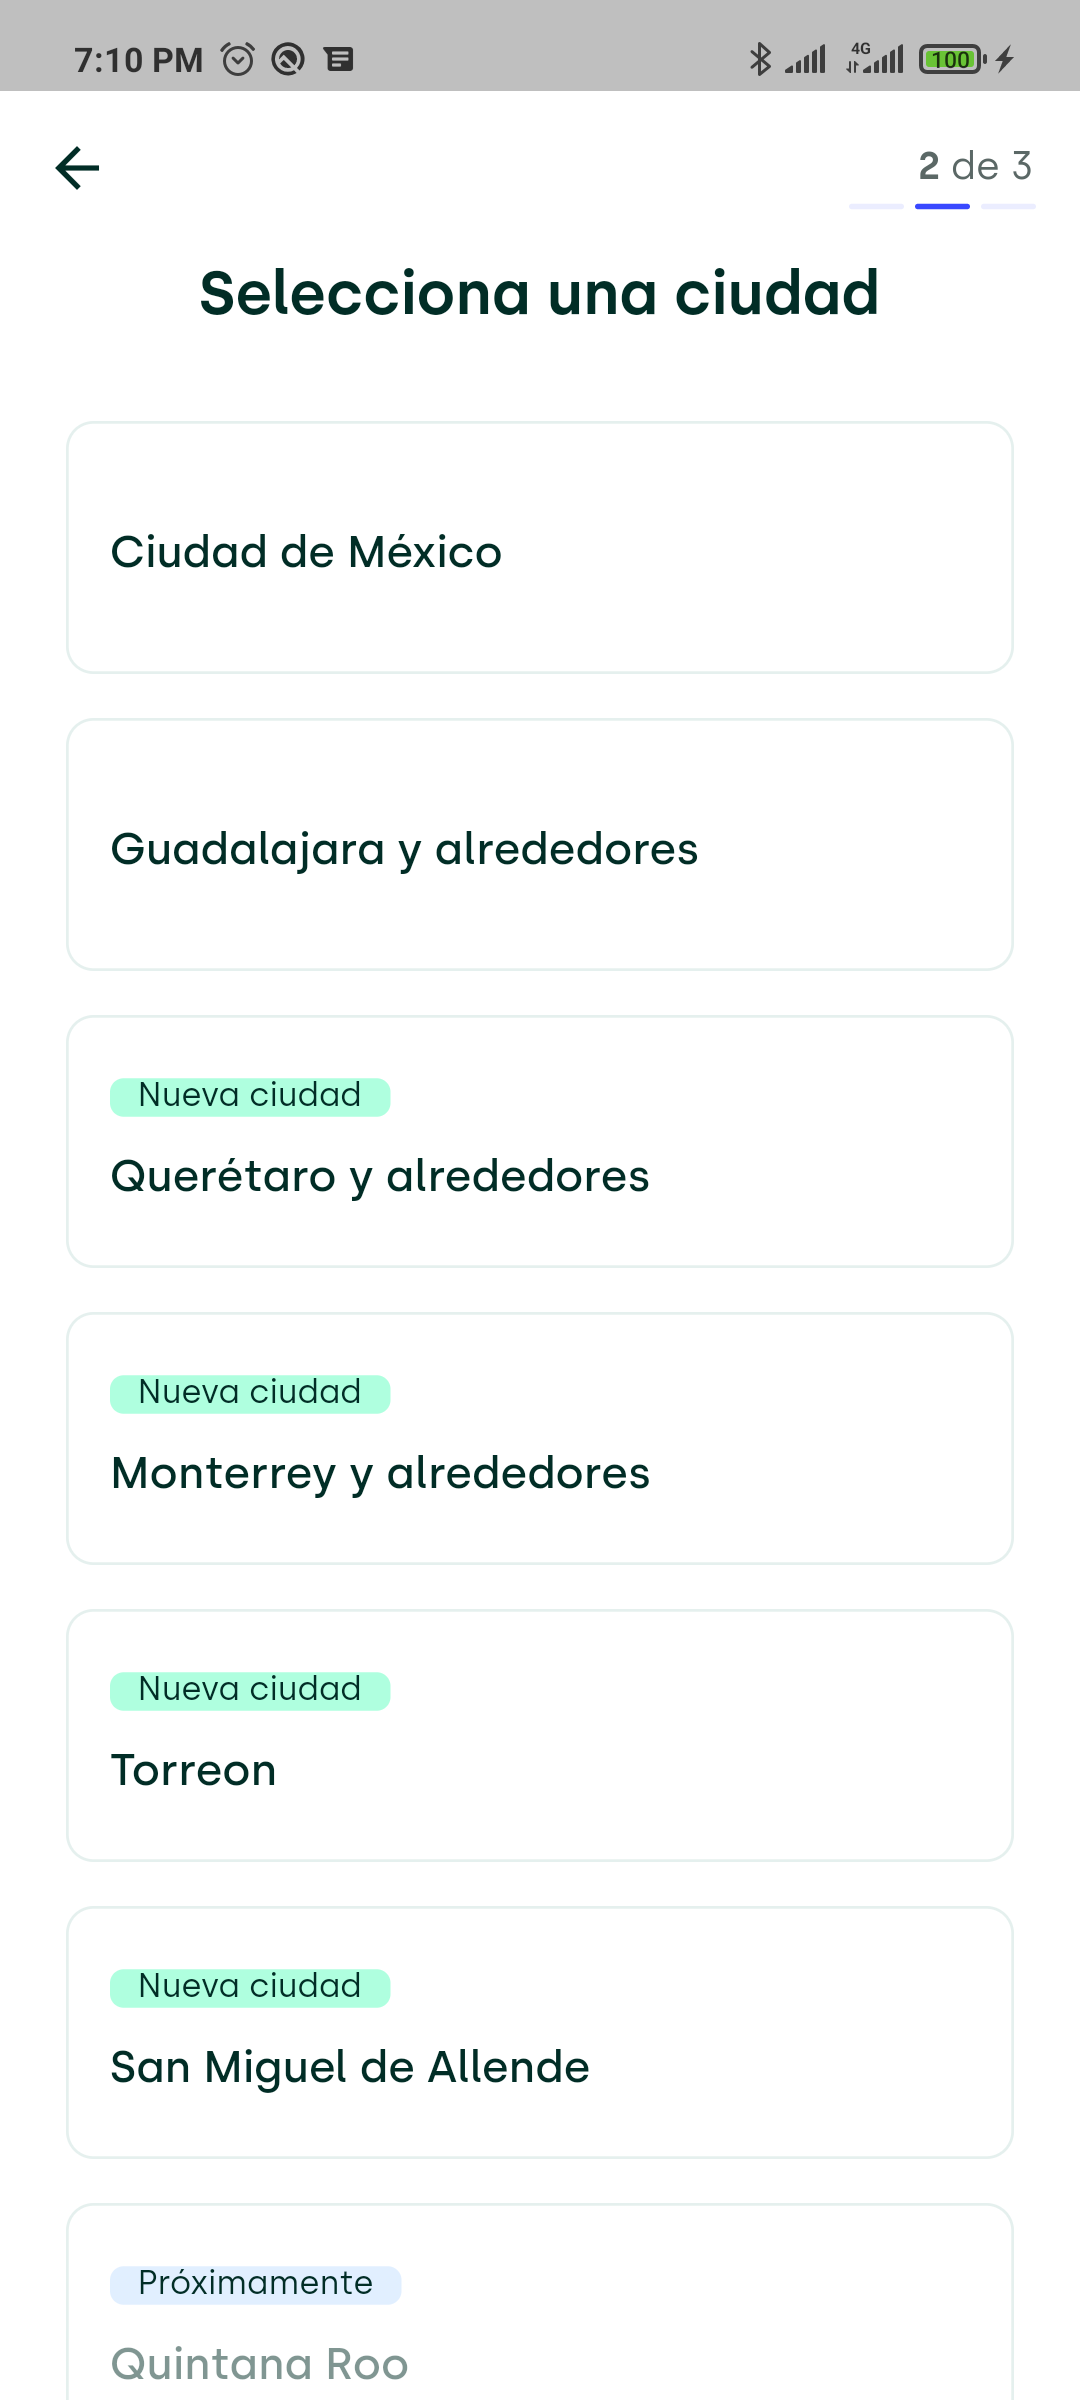 7:10 PM
4G
100
2 de 3
Selecciona una ciudad
Ciudad de México
Guadalajara y alrededores
Nueva ciudad
Querétaro y alrededores
Nueva ciudad
Monterrey y alrededores
Nueva ciudad
Torreon
Nueva ciudad
San Miguel de Allende
Próximamente
Quintana Roo